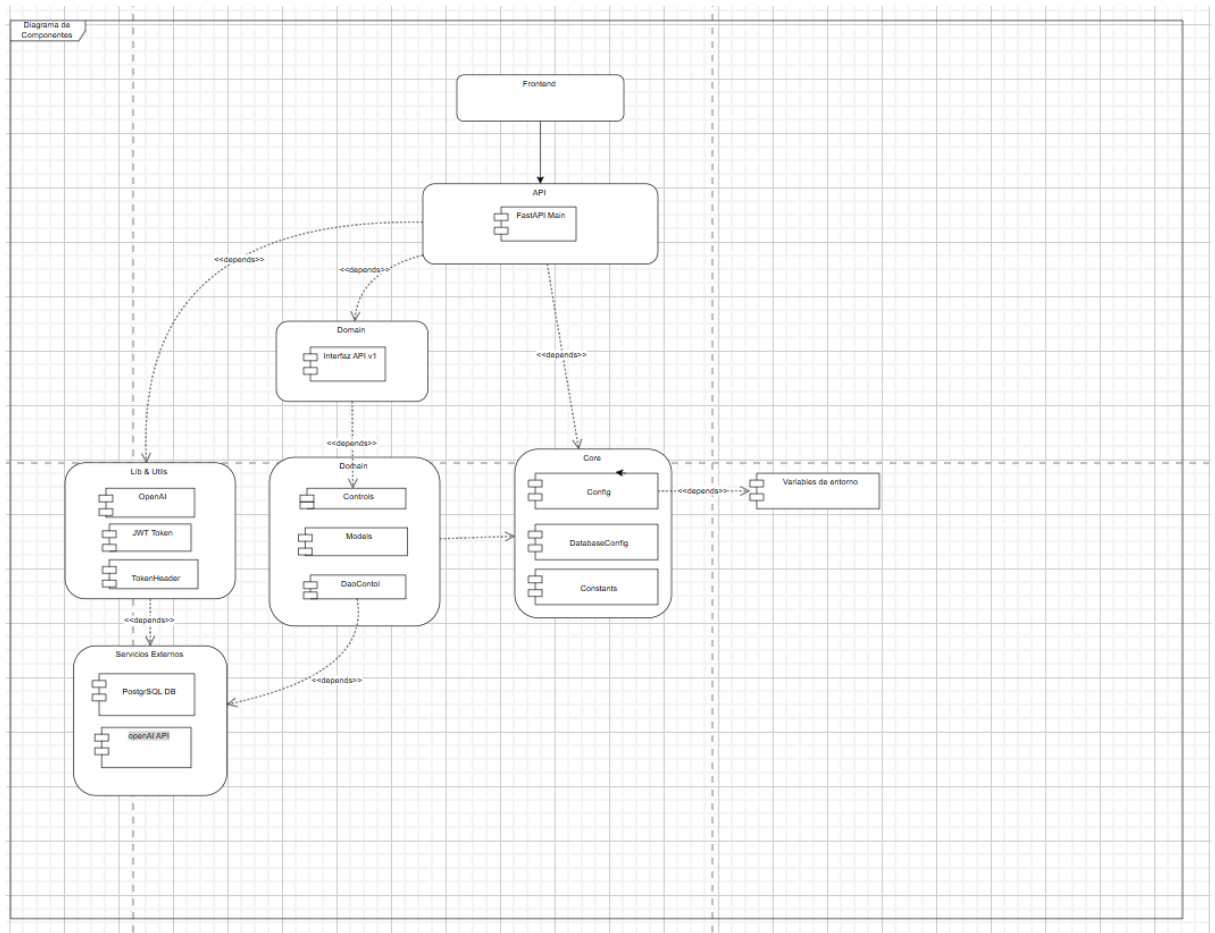 Diagrama de
Componentes
Frontend
API
FastAPI Main
<<depends>>
<<depends>>
Domain
Interfaz API v1
<<depends>>
<<depends>>
Lib & Utlis
OpenAI
JWT Token
TokenHeader
Domain
Controls
Models
DaoContol
Core
Config
DatabaseConfig
Constants
<<depends>>
Variables de entorno
<<depends>>
Servicios Externos
PostgrSQL DB
openAI API
<<depends>>